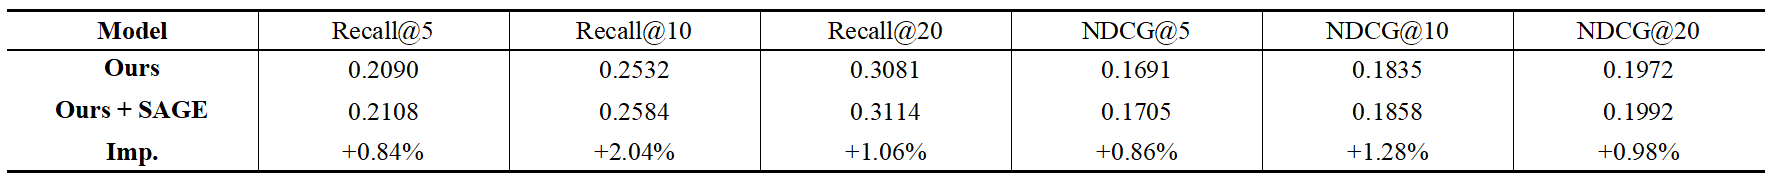 Model Recall@5 Recall@10 Recall@20 NDCG@5 NDCG@10 NDCG@20
Ours 0.2090 0.2532 0.3081 0.1691 0.1835 0.1972
Ours + SAGE 0.2108 0.2584 0.3114 0.1705 0.1858 0.1992
Imp. +0.84% +2.04% +1.06% +0.86% +1.28% +0.98%